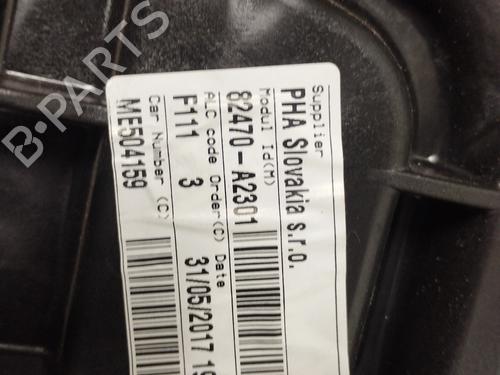 Supplier
PHA Slovakia s.r.o.
Modul Id(M)
82470-A2301
ALC code Order(C) Date
F111 3 31/05/2017
Car Number (C)
ME504159
B-PARTS